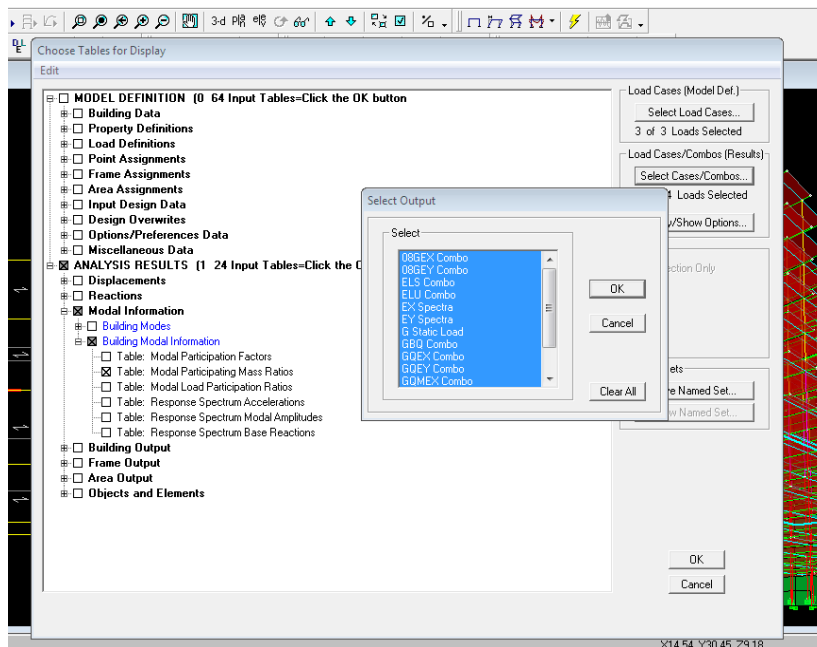 3-d
Choose Tables for Display
Edit
MODEL DEFINITION (0 64 Input Tables=Click the OK button
Building Data
Property Definitions
Load Definitions
Point Assignments
Frame Assignments
Area Assignments
Input Design Data
Design Overwrites
Options/Preferences Data
Miscellaneous Data
ANALYSIS RESULTS (1 24 Input Tables=Click the O
Displacements
Reactions
Modal Information
Building Modes
Building Modal Information
Table: Modal Participation Factors
Table: Modal Participating Mass Ratios
Table: Modal Load Participation Ratios
Table: Response Spectrum Accelerations
Table: Response Spectrum Modal Amplitudes
Table: Response Spectrum Base Reactions
Building Output
Frame Output
Area Output
Objects and Elements
Load Cases (Model Def.)
Select Load Cases...
3 of 3 Loads Selected
Load Cases/Combos (Results)
Select Cases/Combos...
4 Loads Selected
/Show Options...
ection Only
ets
e Named Set...
w Named Set...
OK
Cancel
Select Output
Select
08GEX Combo
08GEY Combo
ELS Combo
ELU Combo
EX Spectra
EY Spectra
G Static Load
GBQ Combo
GQEX Combo
GQEY Combo
GQMEX Combo
OK
Cancel
Clear All
X14.54 Y30.45 Z9.18